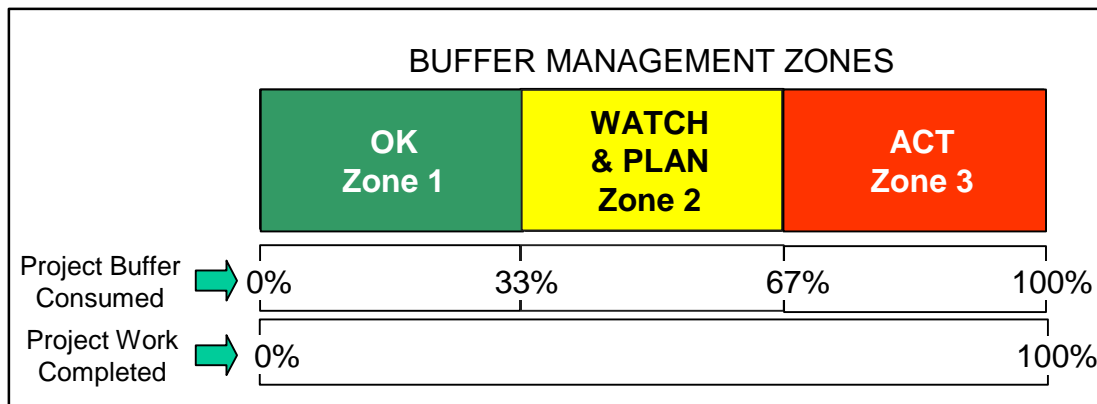 BUFFER MANAGEMENT ZONES
OK
Zone 1
WATCH
& PLAN
Zone 2
ACT
Zone 3
Project Buffer
Consumed
0%
33%
67%
100%
Project Work
Completed
0%
100%